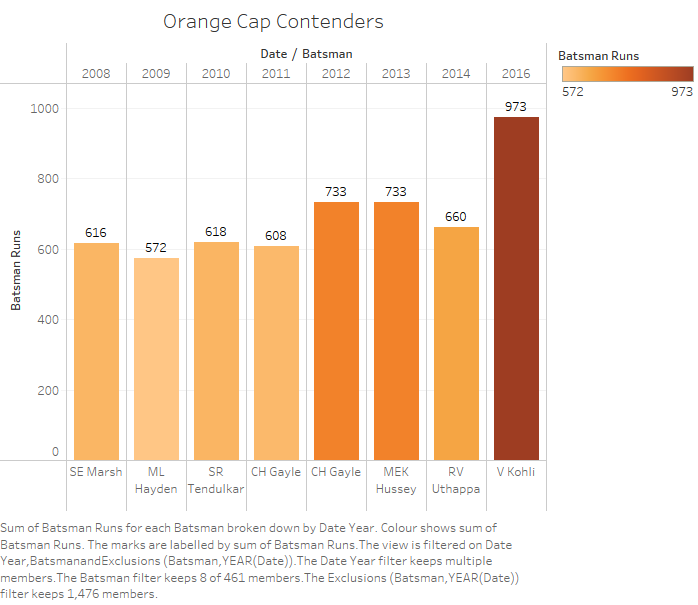 Orange Cap Contenders
Date / Batsman
Batsman Runs
2008 2009 2010 2011 2012 2013 2014 2016
572 973
1000
800
600
400
200
0
Batsman Runs
616 572 618 608 733 733 660 973
SE Marsh ML Hayden SR Tendulkar CH Gayle CH Gayle MEK Hussey RV Uthappa V Kohli
Sum of Batsman Runs for each Batsman broken down by Date Year. Colour shows sum of
Batsman Runs. The marks are labelled by sum of Batsman Runs.The view is filtered on Date
Year,BatsmanandExclusions (Batsman,YEAR(Date)).The Date Year filter keeps multiple
members.The Batsman filter keeps 8 of 461 members.The Exclusions (Batsman,YEAR(Date))
filter keeps 1,476 members.